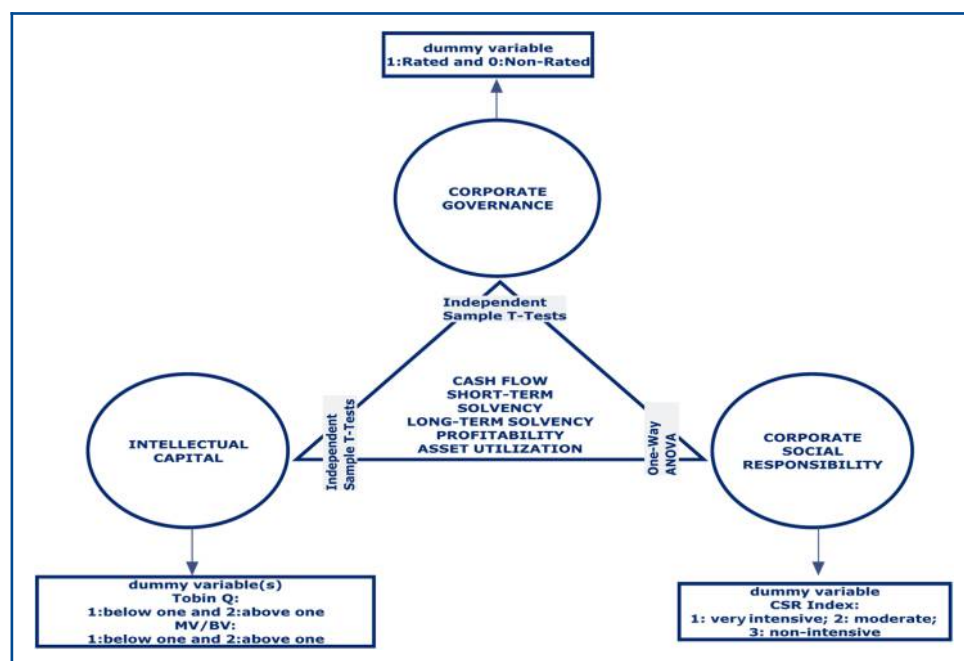 dummy variable
1:Rated and 0:Non-Rated
CORPORATE
GOVERNANCE
Independent
Sample T-Tests
CASH FLOW
SHORT-TERM
SOLVENCY
LONG-TERM SOLVENCY
PROFITABILITY
ASSET UTILIZATION
INTELLECTUAL
CAPITAL
Independent
Sample T-Tests
One-Way
ANOVA
CORPORATE
SOCIAL
RESPONSIBILITY
dummy variable(s)
Tobin Q:
1:below one and 2:above one
MV/BV:
1:below one and 2:above one
dummy variable
CSR Index:
1: very intensive; 2: moderate;
3: non-intensive